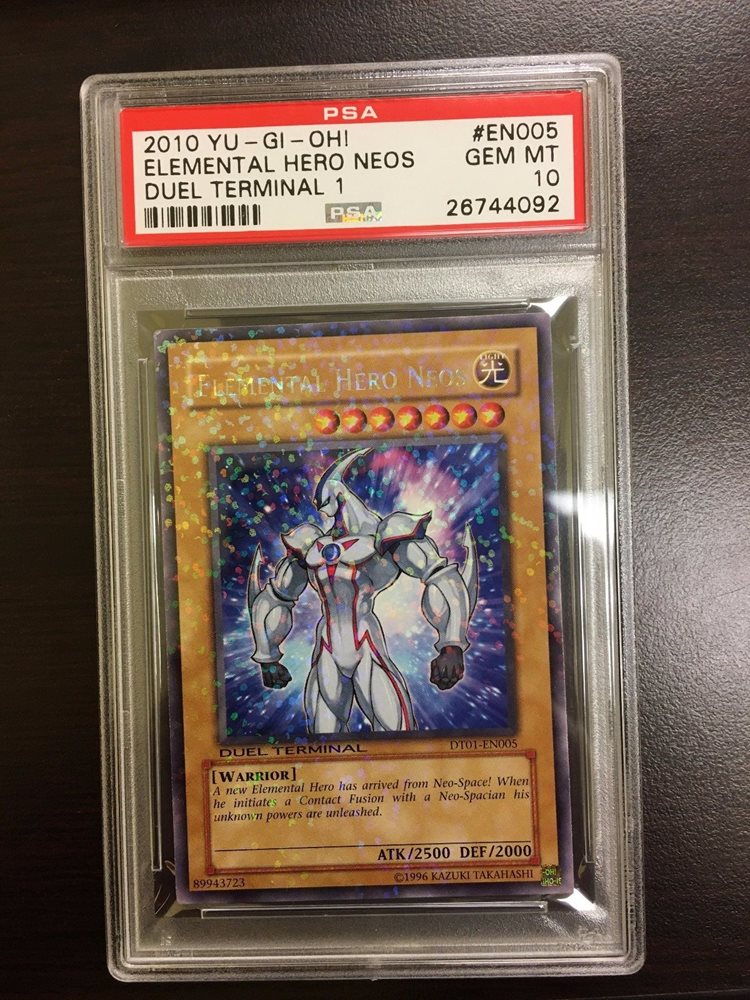 PSA
2010 YU-GI-OH! #EN005
ELEMENTAL HERO NEOS GEM MT
DUEL TERMINAL 1 10
PSA 26744092
ELEMENTAL HERO NEOS
LIGHT
光
DUEL TERMINAL DT01-EN005
[WARRIOR]
A new Elemental Hero has arrived from Neo-Space! When
he initiates a Contact Fusion with a Neo-Spacian his
unknown powers are unleashed.
ATK/2500 DEF/2000
89943723 ©1996 KAZUKI TAKAHASHI